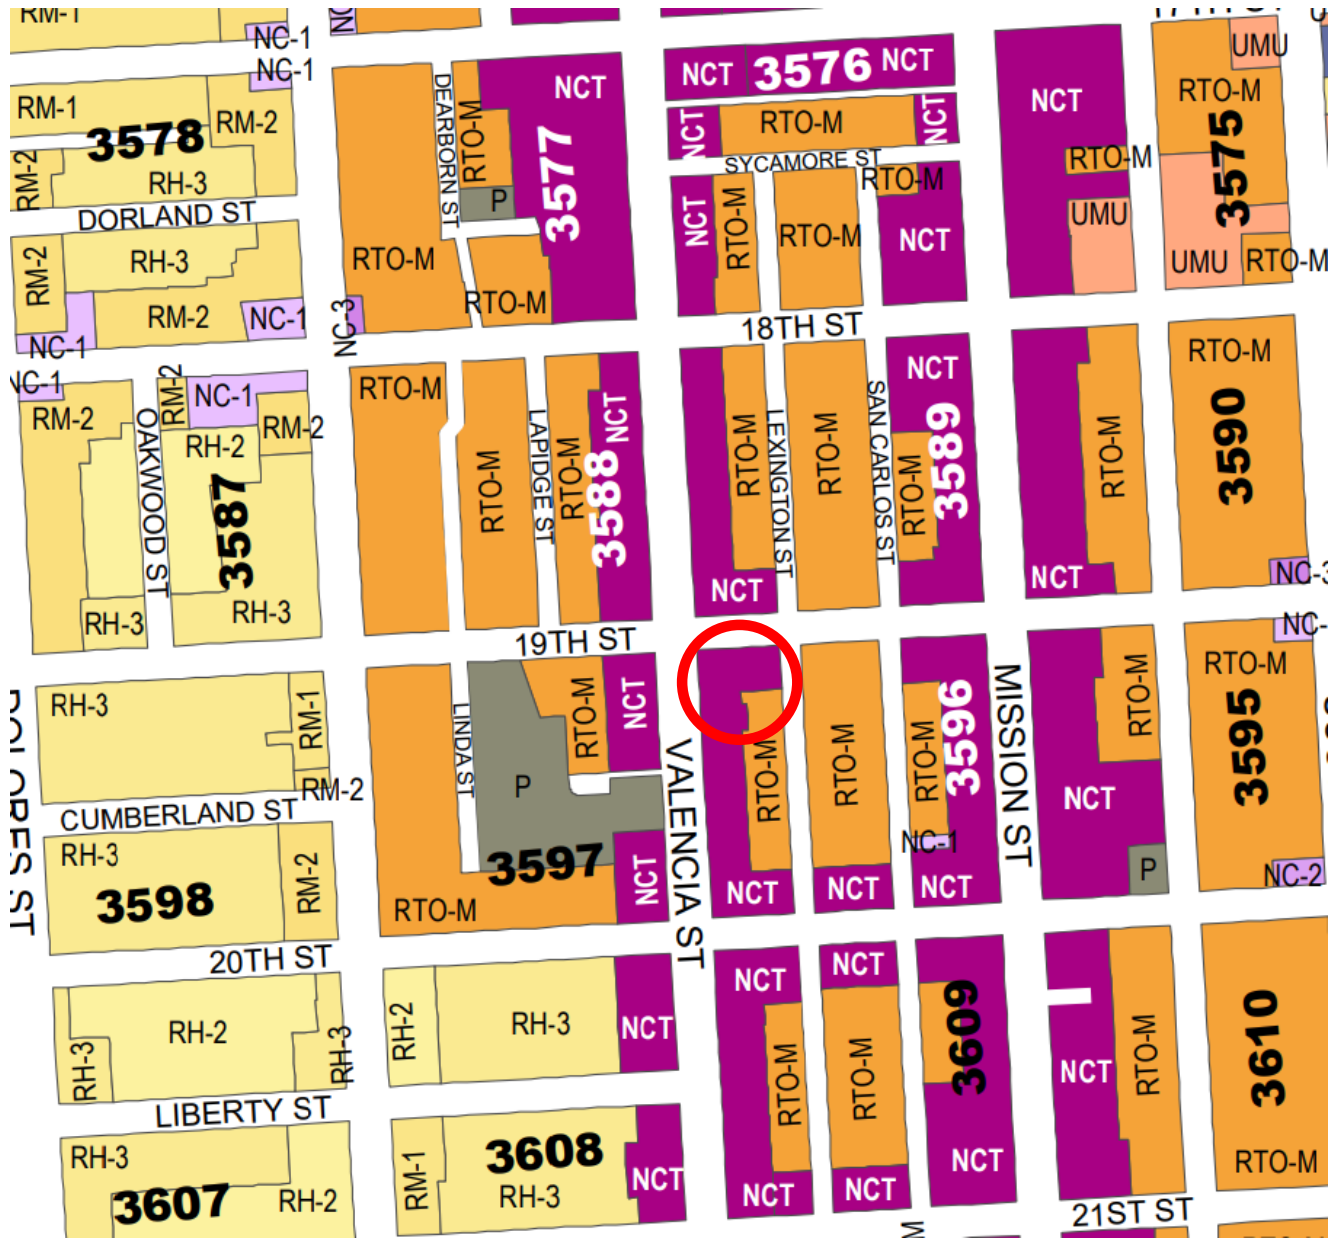 RM-1
NC-1
NC-1
RM-1
3578
RM-2
RM-2
RH-3
DORLAND ST
RM-2
RH-3
RM-2
NC-1
NC-1
NC-1
RM-2
OAKWOOD ST
RM-2
NC-1
RH-2
RM-2
3587
RH-3
RH-3
RH-3
RM-1
RM-2
CUMBERLAND ST
RH-3
3598
RM-2
20TH ST
RH-2
RH-3
RH-3
LIBERTY ST
RH-3
3607
RH-2
DOLORES ST
DEARBORN ST
RTO-M
NCT
3577
P
RTO-M
RTO-M
NC-3
RTO-M
RTO-M
LAPIDGE ST
RTO-M
NCT
3588
19TH ST
LINDA ST
RTO-M
NCT
P
3597
NCT
RTO-M
VALENCIA ST
RH-2
RH-3
NCT
RM-1
3608
RH-3
NCT
NCT
3576
NCT
NCT
RTO-M
NCT
SYCAMORE ST
RTO-M
NCT
RTO-M
RTO-M
NCT
18TH ST
RTO-M
LEXINGTON ST
RTO-M
SAN CARLOS ST
NCT
RTO-M
3589
NCT
RTO-M
NCT
RTO-M
NCT
RTO-M
3596
NC-1
NCT
MISSION ST
NCT
RTO-M
NCT
NCT
RTO-M
3609
NCT
NCT
NCT
17TH ST
NCT
RTO-M
UMU
RTO-M
UMU
3575
UMU
RTO-M
RTO-M
NCT
RTO-M
3590
NC-3
RTO-M
NCT
P
NC-
RTO-M
3595
NC-2
NCT
RTO-M
3610
RTO-M
21ST ST